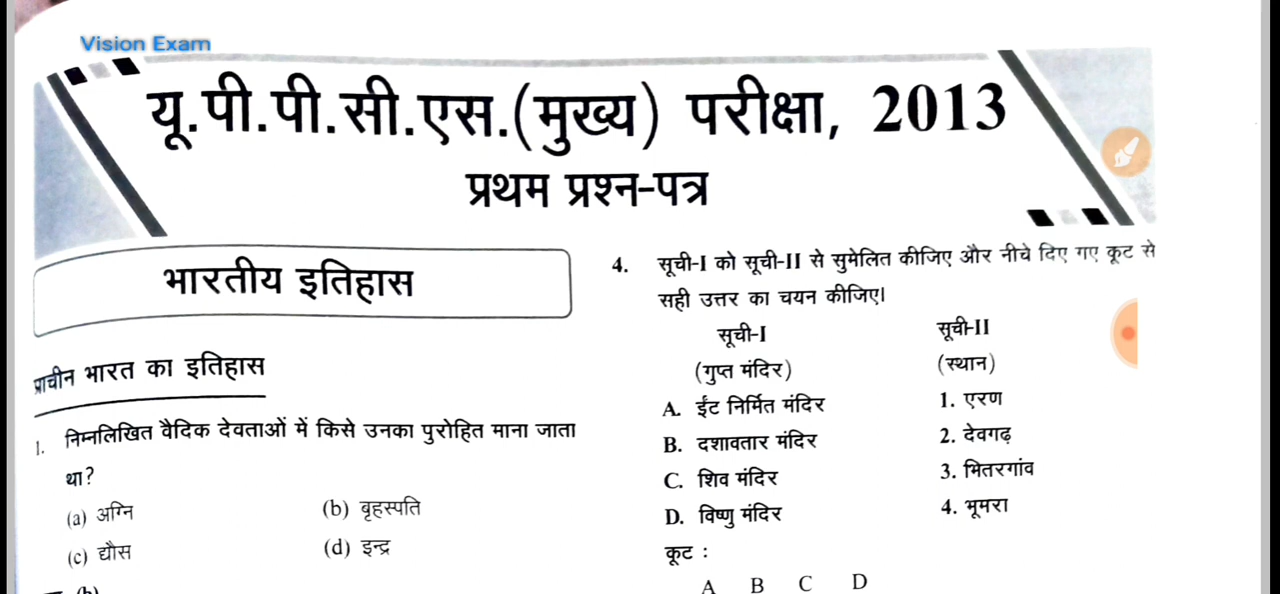 Vision Exam
यू.पी.पी.सी.एस.(मुख्य) परीक्षा, 2013
प्रथम प्रश्न-पत्र
भारतीय इतिहास
प्राचीन भारत का इतिहास
1. निम्नलिखित वैदिक देवताओं में किसे उनका पुरोहित माना जाता
था?
(a) अग्नि (b) बृहस्पति
(c) द्यौस (d) इन्द्र
(b)
4. सूची-I को सूची-II से सुमेलित कीजिए और नीचे दिए गए कूट से
सही उत्तर का चयन कीजिए।
सूची-I सूची-II
(गुप्त मंदिर) (स्थान)
A. ईंट निर्मित मंदिर 1. एरण
B. दशावतार मंदिर 2. देवगढ़
C. शिव मंदिर 3. भितरगांव
D. विष्णु मंदिर 4. भूमरा
कूट :
A B C D